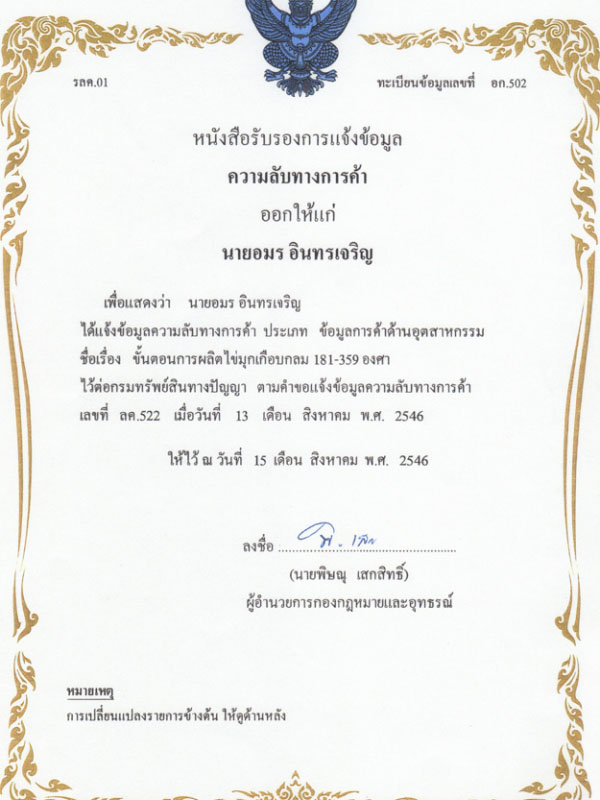 รลค.01
ทะเบียนข้อมูลเลขที่ อก.502
หนังสือรับรองการแจ้งข้อมูล
ความลับทางการค้า
ออกให้แก่
นายอมร อินทรเจริญ
เพื่อแสดงว่า นายอมร อินทรเจริญ
ได้แจ้งข้อมูลความลับทางการค้า ประเภท ข้อมูลการค้าด้านอุตสาหกรรม
ชื่อเรื่อง ขั้นตอนการผลิตไข่มุกเกือบกลม 181-359 องศา
ไว้ต่อกรมทรัพย์สินทางปัญญา ตามคำขอแจ้งข้อมูลความลับทางการค้า
เลขที่ ลค.522 เมื่อวันที่ 13 เดือน สิงหาคม พ.ศ. 2546
ให้ไว้ ณ วันที่ 15 เดือน สิงหาคม พ.ศ. 2546
ลงชื่อ
(นายพิษณุ เสกสิทธิ์)
ผู้อำนวยการกองกฎหมายและอุทธรณ์
หมายเหตุ
การเปลี่ยนแปลงรายการข้างต้น ให้ดูด้านหลัง